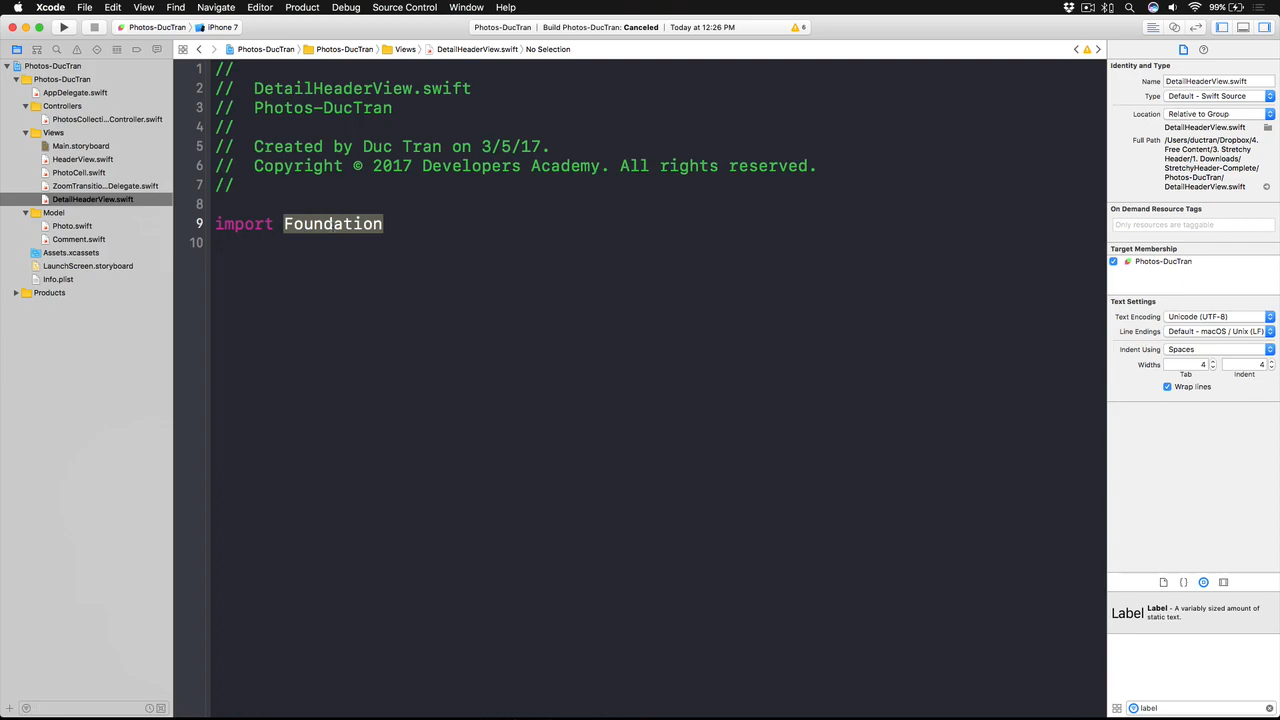 Xcode File Edit View Find Navigate Editor Product Debug Source Control Window Help 99%
Photos-DucTran iPhone 7 Photos-DucTran Build Photos-DucTran: Canceled Today at 12:26 PM 6
Photos-DucTran Photos-DucTran Views DetailHeaderView.swift No Selection
Photos-DucTran
Photos-DucTran
AppDelegate.swift
Controllers
PhotosCollecti...Controller.swift
Views
Main.storyboard
HeaderView.swift
PhotoCell.swift
ZoomTransitio...Delegate.swift
DetailHeaderView.swift
Model
Photo.swift
Comment.swift
Assets.xcassets
LaunchScreen.storyboard
Info.plist
Products
1 //
2 // DetailHeaderView.swift
3 // Photos-DucTran
4 //
5 // Created by Duc Tran on 3/5/17.
6 // Copyright © 2017 Developers Academy. All rights reserved.
7 //
8
9 import Foundation
10
Identity and Type
Name DetailHeaderView.swift
Type Default - Swift Source
Location Relative to Group
DetailHeaderView.swift
Full Path /Users/ductran/Dropbox/4.
Free Content/3. Stretchy
Header/1. Downloads/
StretchyHeader-Complete/
Photos-DucTran/
DetailHeaderView.swift
On Demand Resource Tags
Only resources are taggable
Target Membership
Photos-DucTran
Text Settings
Text Encoding Unicode (UTF-8)
Line Endings Default - macOS / Unix (LF)
Indent Using Spaces
Widths 4 4
Tab Indent
Wrap lines
{ }
Label Label - A variably sized amount of
static text.
label